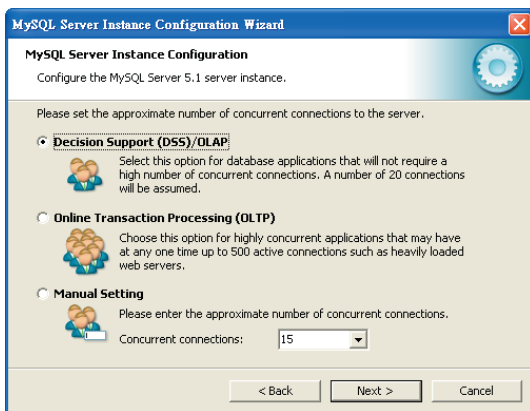 MySQL Server Instance Configuration Wizard
MySQL Server Instance Configuration
Configure the MySQL Server 5.1 server instance.
Please set the approximate number of concurrent connections to the server.
Decision Support (DSS)/OLAP
Select this option for database applications that will not require a
high number of concurrent connections. A number of 20 connections
will be assumed.
Online Transaction Processing (OLTP)
Choose this option for highly concurrent applications that may have
at any one time up to 500 active connections such as heavily loaded
web servers.
Manual Setting
Please enter the approximate number of concurrent connections.
Concurrent connections: 15
< Back Next > Cancel